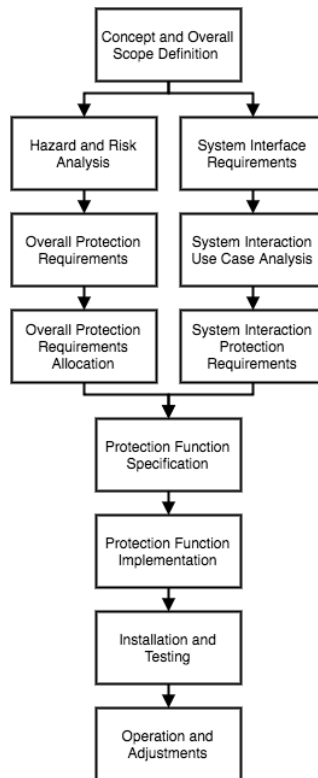 Concept and Overall
Scope Definition
Hazard and Risk
Analysis
System Interface
Requirements
Overall Protection
Requirements
System Interaction
Use Case Analysis
Overall Protection
Requirements
Allocation
System Interaction
Protection
Requirements
Protection Function
Specification
Protection Function
Implementation
Installation and
Testing
Operation and
Adjustments